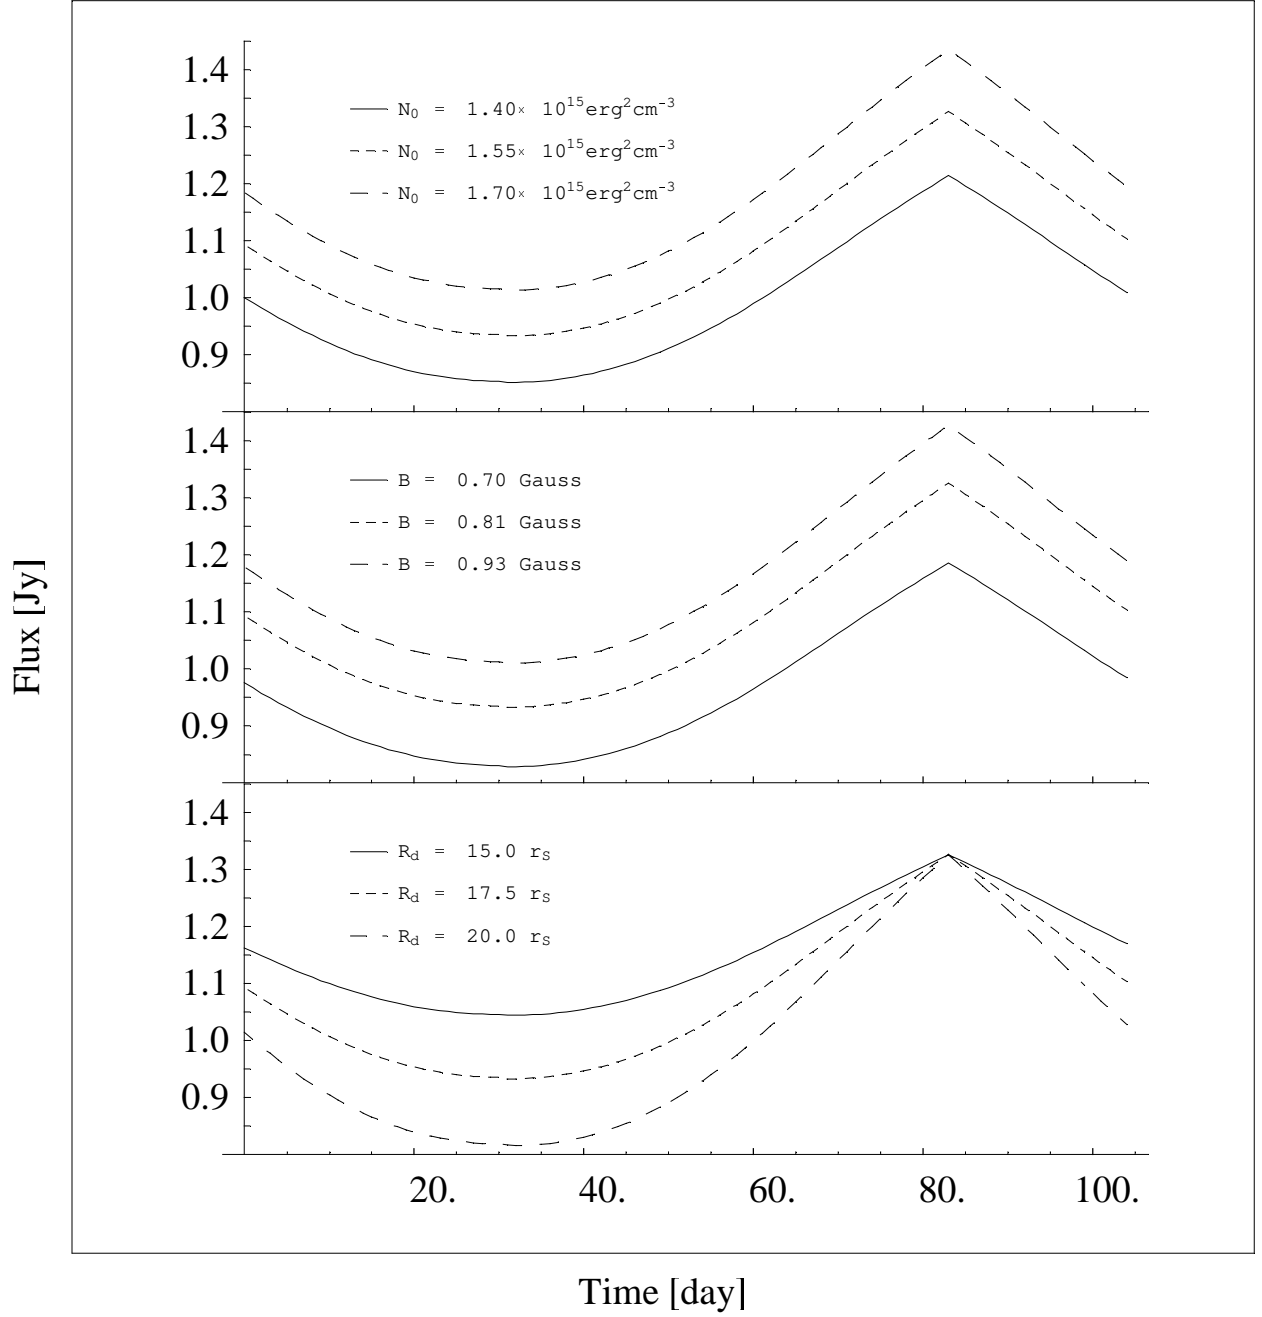 1.4
1.3
1.2
1.1
1.0
0.9
N₀ = 1.40× 10¹⁵erg²cm⁻³
N₀ = 1.55× 10¹⁵erg²cm⁻³
N₀ = 1.70× 10¹⁵erg²cm⁻³
1.4
1.3
1.2
1.1
1.0
0.9
B = 0.70 Gauss
B = 0.81 Gauss
B = 0.93 Gauss
Flux [Jy]
1.4
1.3
1.2
1.1
1.0
0.9
R_d = 15.0 r_S
R_d = 17.5 r_S
R_d = 20.0 r_S
20. 40. 60. 80. 100.
Time [day]